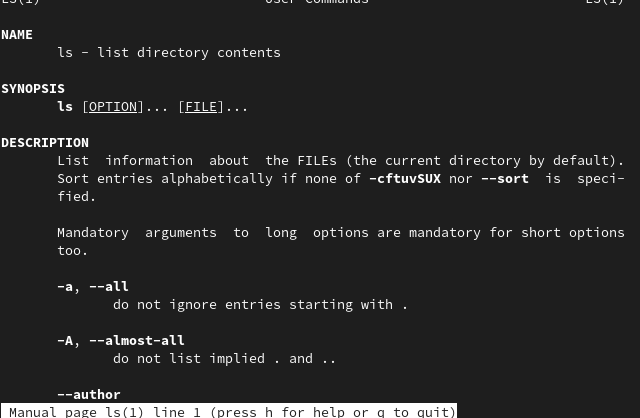 LS(1) User Commands LS(1)
NAME
ls - list directory contents
SYNOPSIS
ls [OPTION]... [FILE]...
DESCRIPTION
List information about the FILEs (the current directory by default).
Sort entries alphabetically if none of -cftuvSUX nor --sort is speci-
fied.
Mandatory arguments to long options are mandatory for short options
too.
-a, --all
do not ignore entries starting with .
-A, --almost-all
do not list implied . and ..
--author
Manual page ls(1) line 1 (press h for help or q to quit)